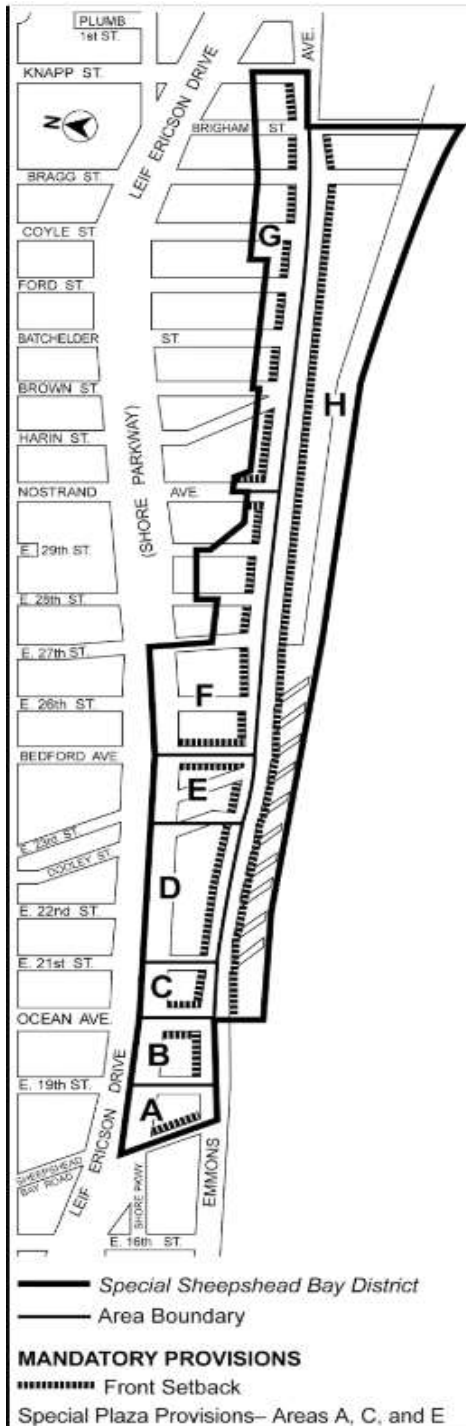 PLUMB
1st ST.
AVE.
KNAPP ST.
N
LEIF ERICSON DRIVE
BRIGHAM ST
BRAGG ST.
COYLE ST
G
FORD ST.
BATCHELDER ST.
BROWN ST.
H
HARIN ST.
(SHORE PARKWAY)
NOSTRAND AVE.
E. 29th ST.
E. 28th ST.
E. 27th ST.
E. 26th ST.
F
BEDFORD AVE
E
E. 23rd ST.
DOOLEY ST.
D
E. 22nd ST.
E. 21st ST.
C
OCEAN AVE.
B
E. 19th ST.
A
LEIF ERICSON DRIVE
SHEEPSHEAD
BAY ROAD
SHORE PKWY
EMMONS
E. 16th ST.
Special Sheepshead Bay District
Area Boundary
MANDATORY PROVISIONS
Front Setback
Special Plaza Provisions– Areas A, C, and E